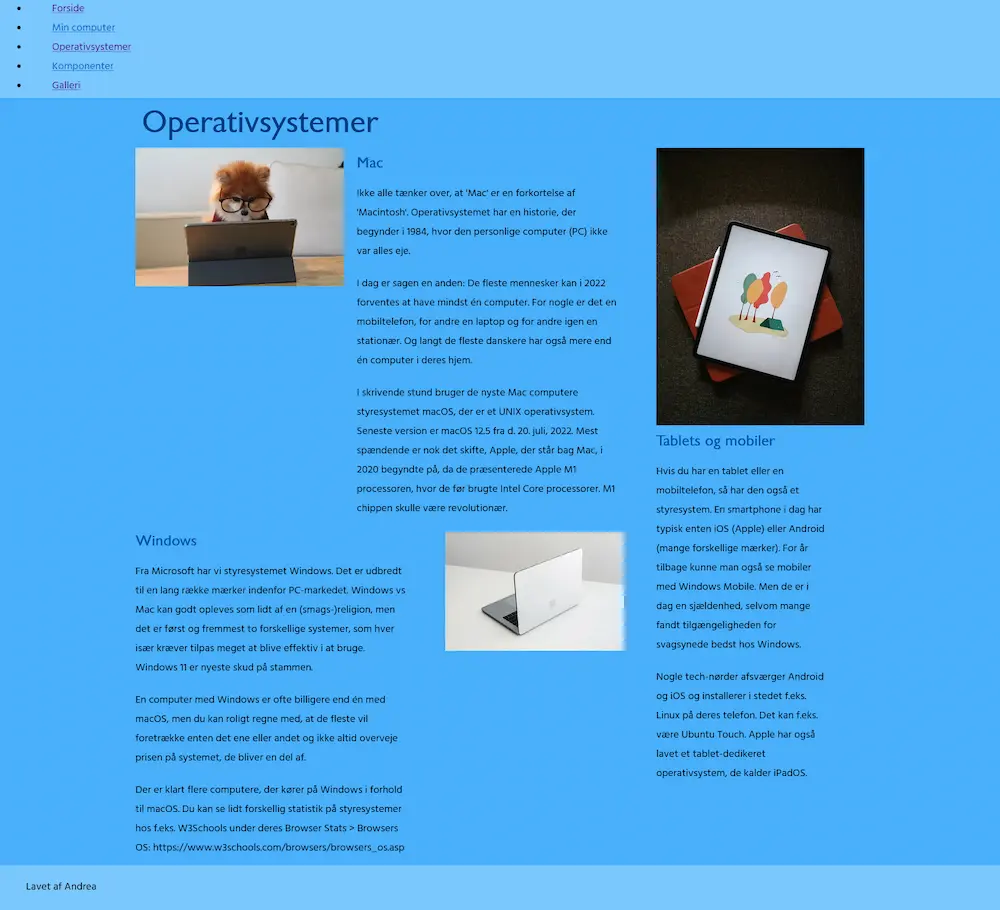 Forside
Min computer
Operativsystemer
Komponenter
Galleri
Operativsystemer
Mac
Ikke alle tænker over, at 'Mac' er en forkortelse af
'Macintosh'. Operativsystemet har en historie, der
begynder i 1984, hvor den personlige computer (PC) ikke
var alles eje.
I dag er sagen en anden: De fleste mennesker kan i 2022
forventes at have mindst én computer. For nogle er det en
mobiltelefon, for andre en laptop og for andre igen en
stationær. Og langt de fleste danskere har også mere end
én computer i deres hjem.
I skrivende stund bruger de nyste Mac computere
styresystemet macOS, der er et UNIX operativsystem.
Seneste version er macOS 12.5 fra d. 20. juli, 2022. Mest
spændende er nok det skifte, Apple, der står bag Mac, i
2020 begyndte på, da de præsenterede Apple M1
processoren, hvor de før brugte Intel Core processorer. M1
chippen skulle være revolutionær.
Windows
Fra Microsoft har vi styresystemet Windows. Det er udbredt
til en lang række mærker indenfor PC-markedet. Windows vs
Mac kan godt opleves som lidt af en (smags-)religion, men
det er først og fremmest to forskellige systemer, som hver
især kræver tilpas meget at blive effektiv i at bruge.
Windows 11 er nyeste skud på stammen.
En computer med Windows er ofte billigere end én med
macOS, men du kan roligt regne med, at de fleste vil
foretrække enten det ene eller andet og ikke altid overveje
prisen på systemet, de bliver en del af.
Der er klart flere computere, der kører på Windows i forhold
til macOS. Du kan se lidt forskellig statistik på styresystemer
hos f.eks. W3Schools under deres Browser Stats > Browsers
OS: https://www.w3schools.com/browsers/browsers_os.asp
Tablets og mobiler
Hvis du har en tablet eller en
mobiltelefon, så har den også et
styresystem. En smartphone i dag har
typisk enten iOS (Apple) eller Android
(mange forskellige mærker). For år
tilbage kunne man også se mobiler
med Windows Mobile. Men de er i
dag en sjældenhed, selvom mange
fandt tilgængeligheden for
svagsynede bedst hos Windows.
Nogle tech-nørder afsværger Android
og iOS og installerer i stedet f.eks.
Linux på deres telefon. Det kan f.eks.
være Ubuntu Touch. Apple har også
lavet et tablet-dedikeret
operativsystem, de kalder iPadOS.
Lavet af Andrea